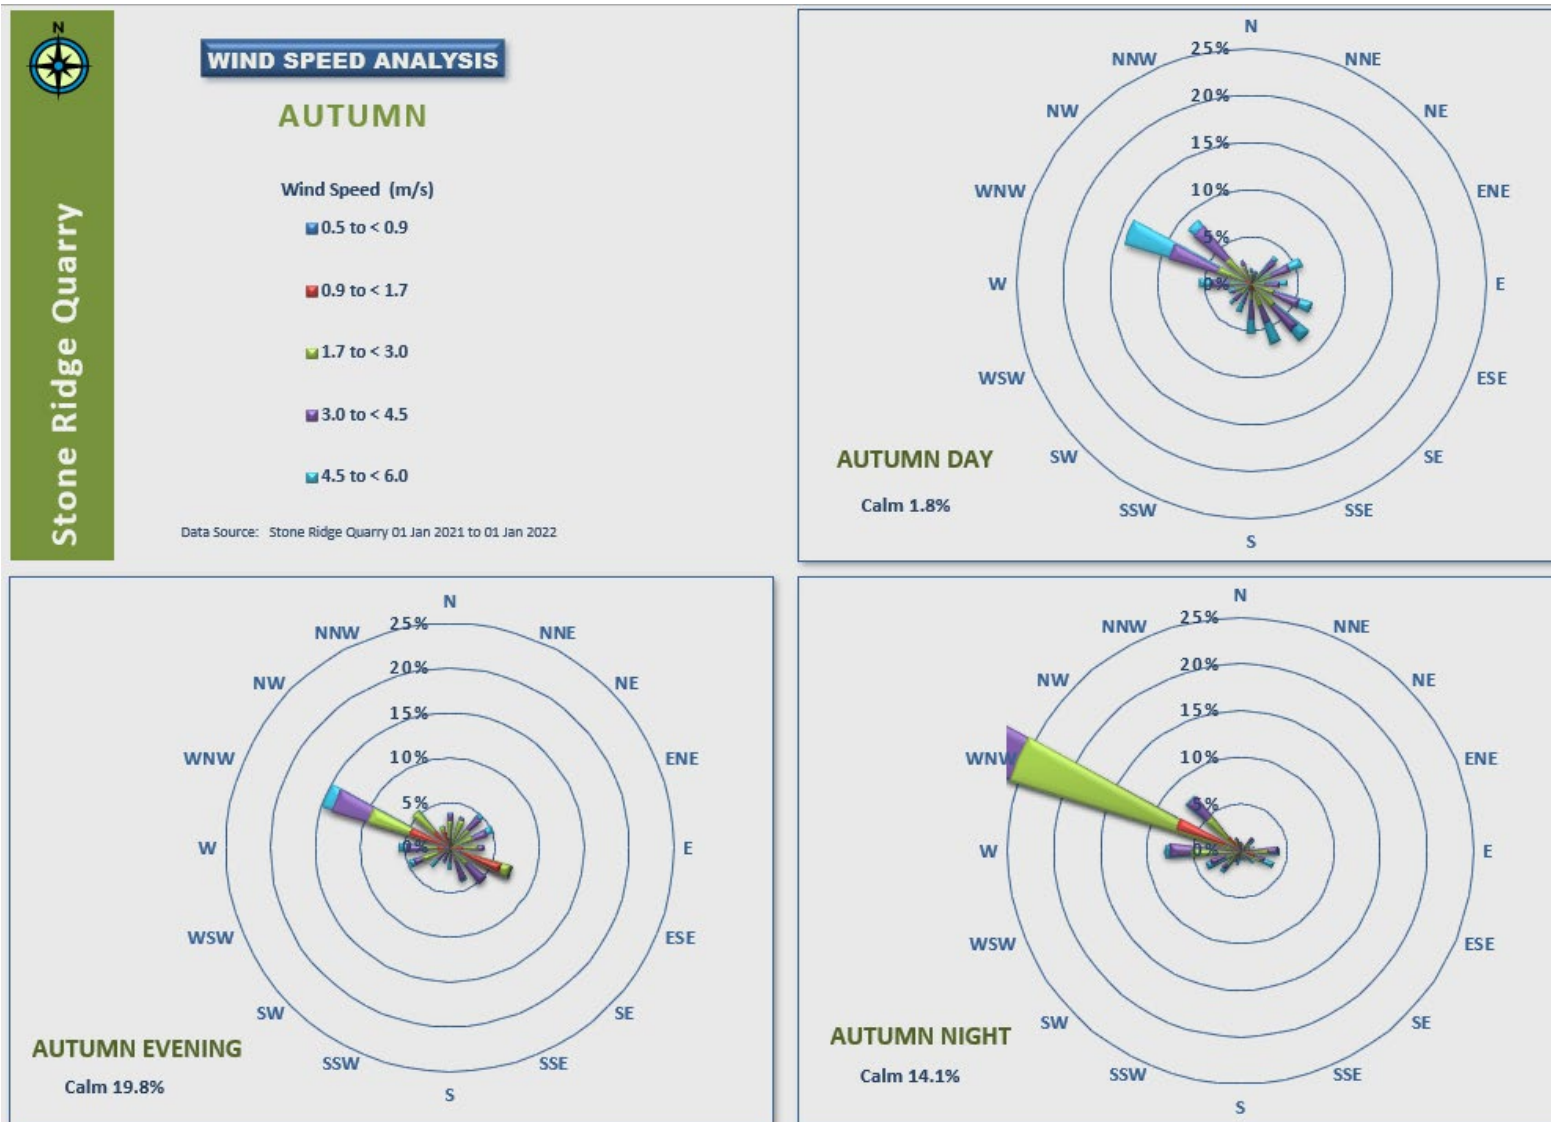 N
WIND SPEED ANALYSIS
AUTUMN
Wind Speed (m/s)
0.5 to < 0.9
0.9 to < 1.7
1.7 to < 3.0
3.0 to < 4.5
4.5 to < 6.0
Data Source: Stone Ridge Quarry 01 Jan 2021 to 01 Jan 2022
Stone Ridge Quarry
N
25%
NNW
NNE
20%
NW
NE
15%
WNW
10%
ENE
5%
W
0%
E
WSW
ESE
AUTUMN DAY
SW
SE
Calm 1.8%
SSW
SSE
S
N
25%
NNW
NNE
20%
NW
NE
15%
WNW
10%
ENE
5%
W
0%
E
WSW
ESE
SW
SE
AUTUMN EVENING
SSW
SSE
Calm 19.8%
S
N
25%
NNW
NNE
20%
NW
NE
15%
WNW
10%
ENE
5%
W
0%
E
WSW
ESE
SW
SE
AUTUMN NIGHT
Calm 14.1%
SSW
SSE
S